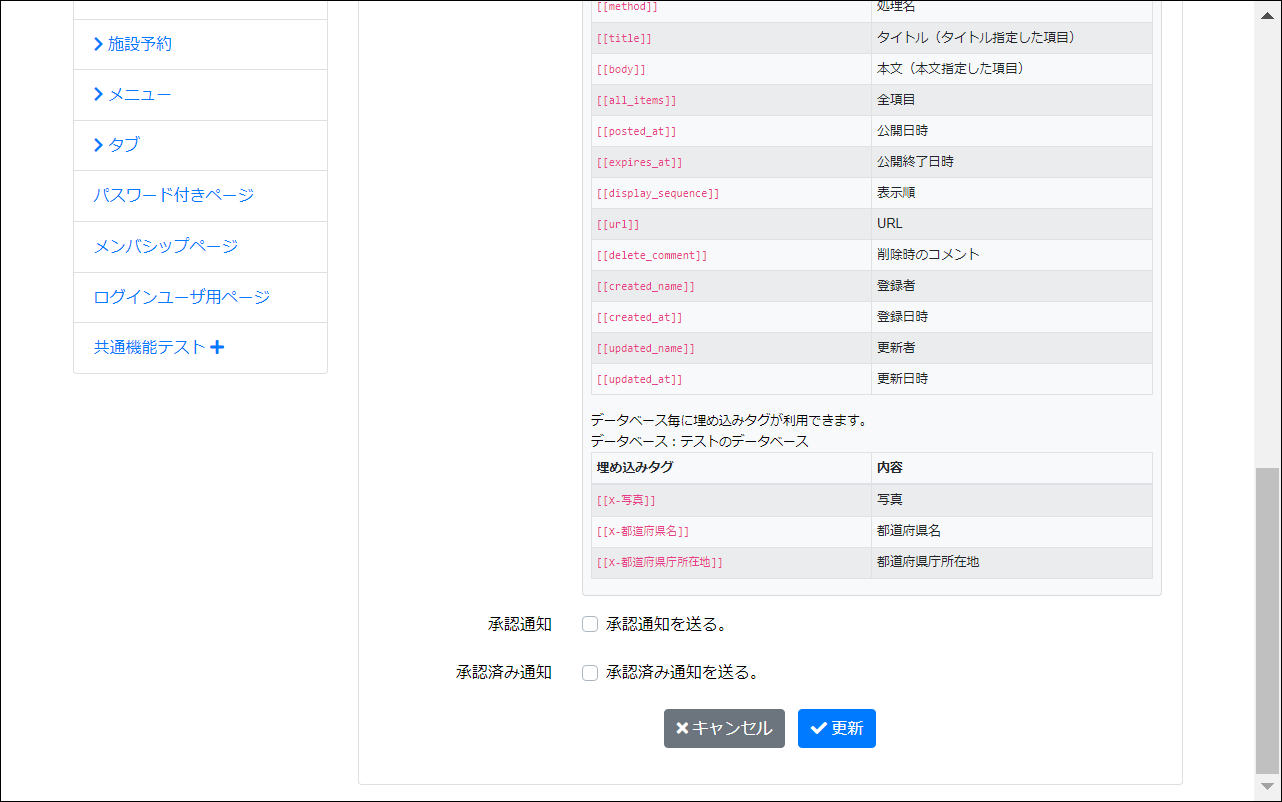 施設予約
メニュー
タブ
パスワード付きページ
メンバシップページ
ログインユーザ用ページ
共通機能テスト
[[method]] 処理名
[[title]] タイトル（タイトル指定した項目）
[[body]] 本文（本文指定した項目）
[[all_items]] 全項目
[[posted_at]] 公開日時
[[expires_at]] 公開終了日時
[[display_sequence]] 表示順
[[url]] URL
[[delete_comment]] 削除時のコメント
[[created_name]] 登録者
[[created_at]] 登録日時
[[updated_name]] 更新者
[[updated_at]] 更新日時
データベース毎に埋め込みタグが利用できます。
データベース：テストのデータベース
埋め込みタグ 内容
[[X-写真]] 写真
[[X-都道府県名]] 都道府県名
[[X-都道府県庁所在地]] 都道府県庁所在地
承認通知 承認通知を送る。
承認済み通知 承認済み通知を送る。
キャンセル 更新